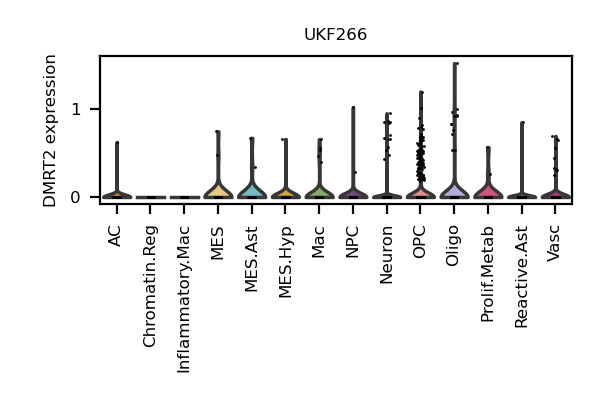 UKF266
DMRT2 expression
1
0
AC
Chromatin.Reg
Inflammatory.Mac
MES
MES.Ast
MES.Hyp
Mac
NPC
Neuron
OPC
Oligo
Prolif.Metab
Reactive.Ast
Vasc